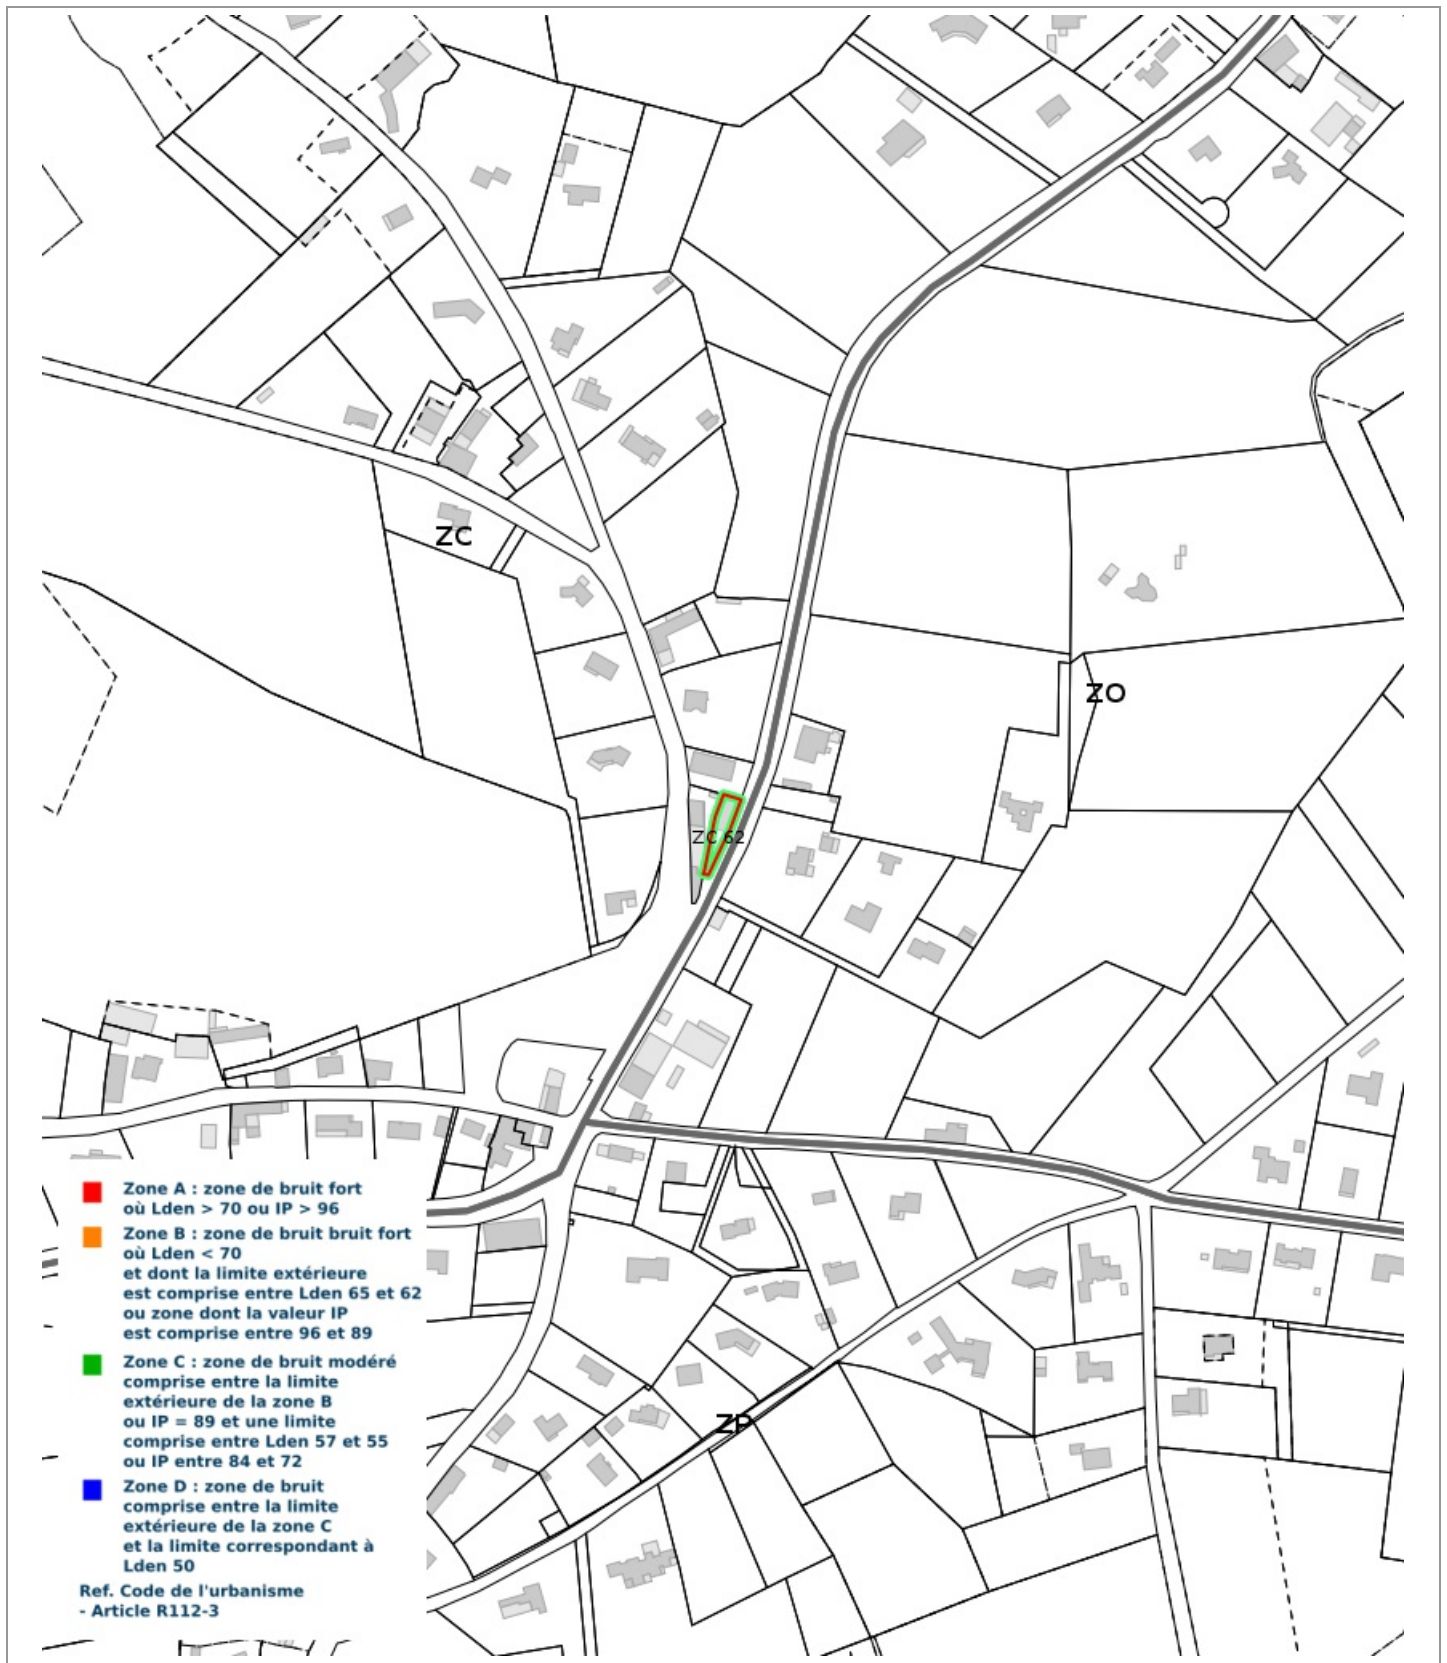 ZC
ZO
ZC 62
Zone A : zone de bruit fort
où Lden > 70 ou IP > 96
Zone B : zone de bruit bruit fort
où Lden < 70
et dont la limite extérieure
est comprise entre Lden 65 et 62
ou zone dont la valeur IP
est comprise entre 96 et 89
Zone C : zone de bruit modéré
comprise entre la limite
extérieure de la zone B
ou IP = 89 et une limite
comprise entre Lden 57 et 55
ou IP entre 84 et 72
ZP
Zone D : zone de bruit
comprise entre la limite
extérieure de la zone C
et la limite correspondant à
Lden 50
Ref. Code de l'urbanisme
- Article R112-3